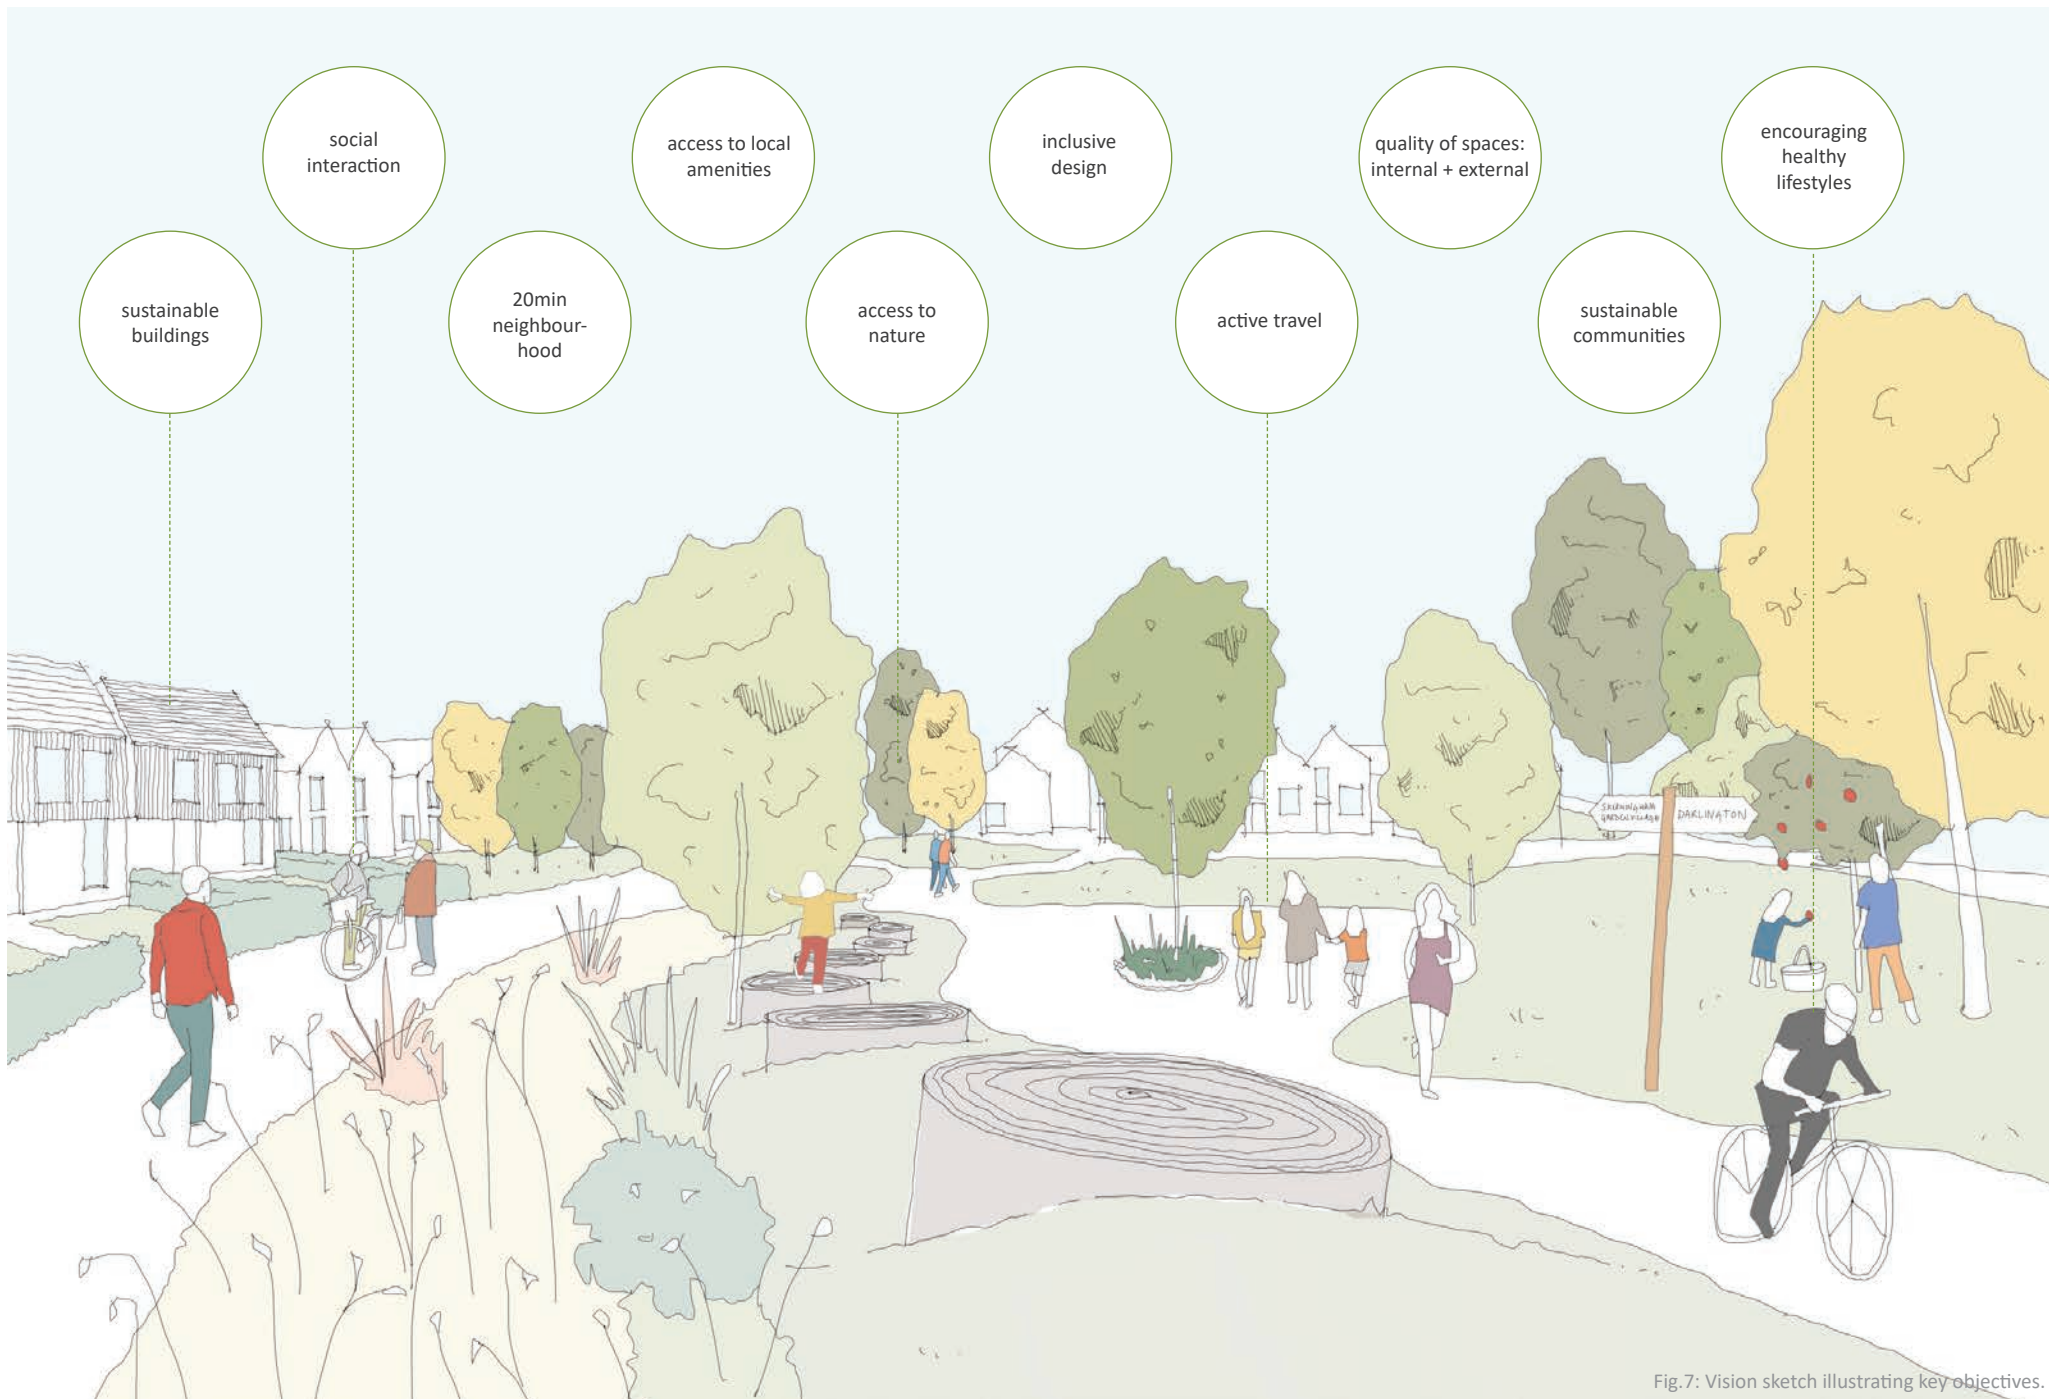 social
interaction
access to local
amenities
inclusive
design
quality of spaces:
internal + external
encouraging
healthy
lifestyles
sustainable
buildings
20min
neighbour-
hood
access to
nature
active travel
sustainable
communities
DARLINGTON
Fig.7: Vision sketch illustrating key objectives.